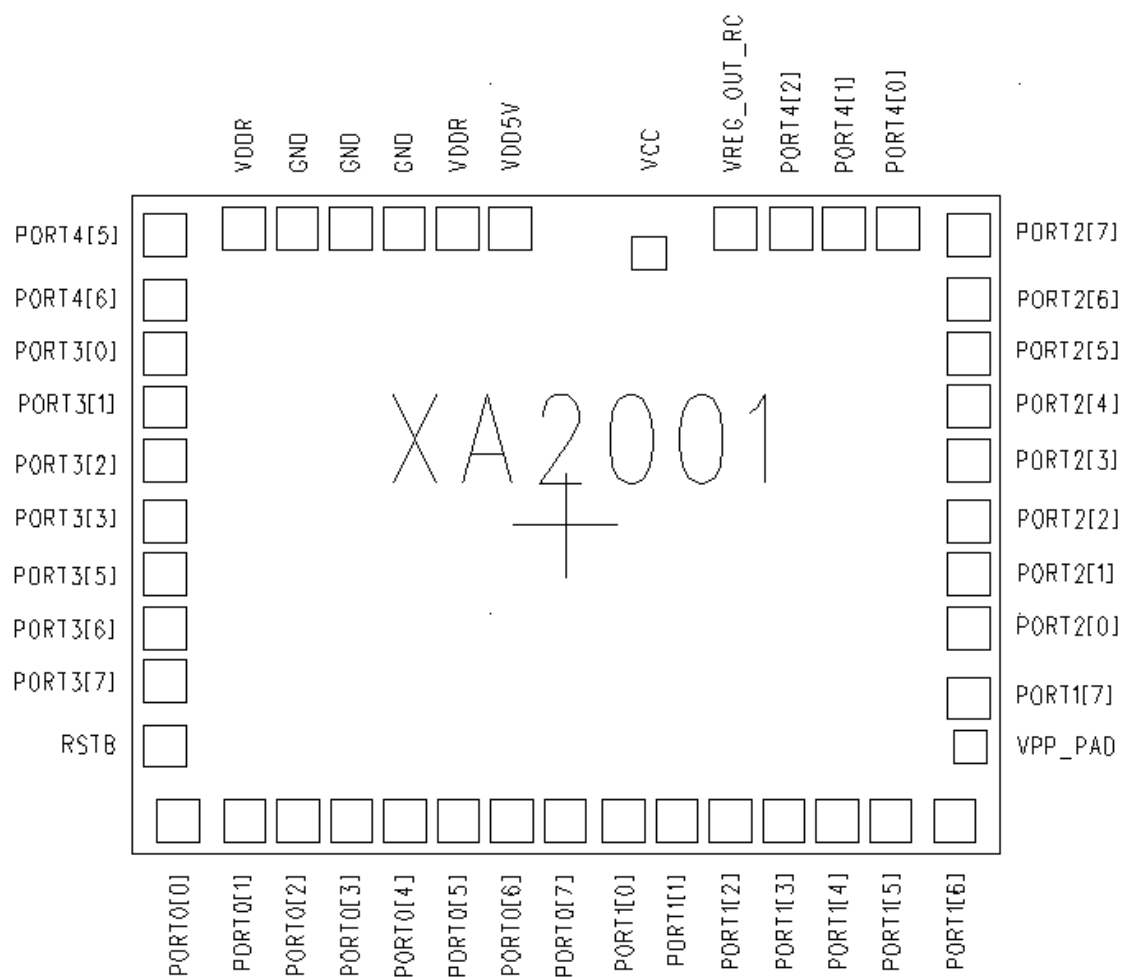 VDDR
GND
GND
GND
VDDR
VDD5V
VCC
VREG_OUT_RC
PORT4[2]
PORT4[1]
PORT4[0]
PORT4[5]
PORT4[6]
PORT3[0]
PORT3[1]
PORT3[2]
PORT3[3]
PORT3[5]
PORT3[6]
PORT3[7]
RSTB
XA2001
PORT2[7]
PORT2[6]
PORT2[5]
PORT2[4]
PORT2[3]
PORT2[2]
PORT2[1]
PORT2[0]
PORT1[7]
VPP_PAD
PORT0[0]
PORT0[1]
PORT0[2]
PORT0[3]
PORT0[4]
PORT0[5]
PORT0[6]
PORT0[7]
PORT1[0]
PORT1[1]
PORT1[2]
PORT1[3]
PORT1[4]
PORT1[5]
PORT1[6]